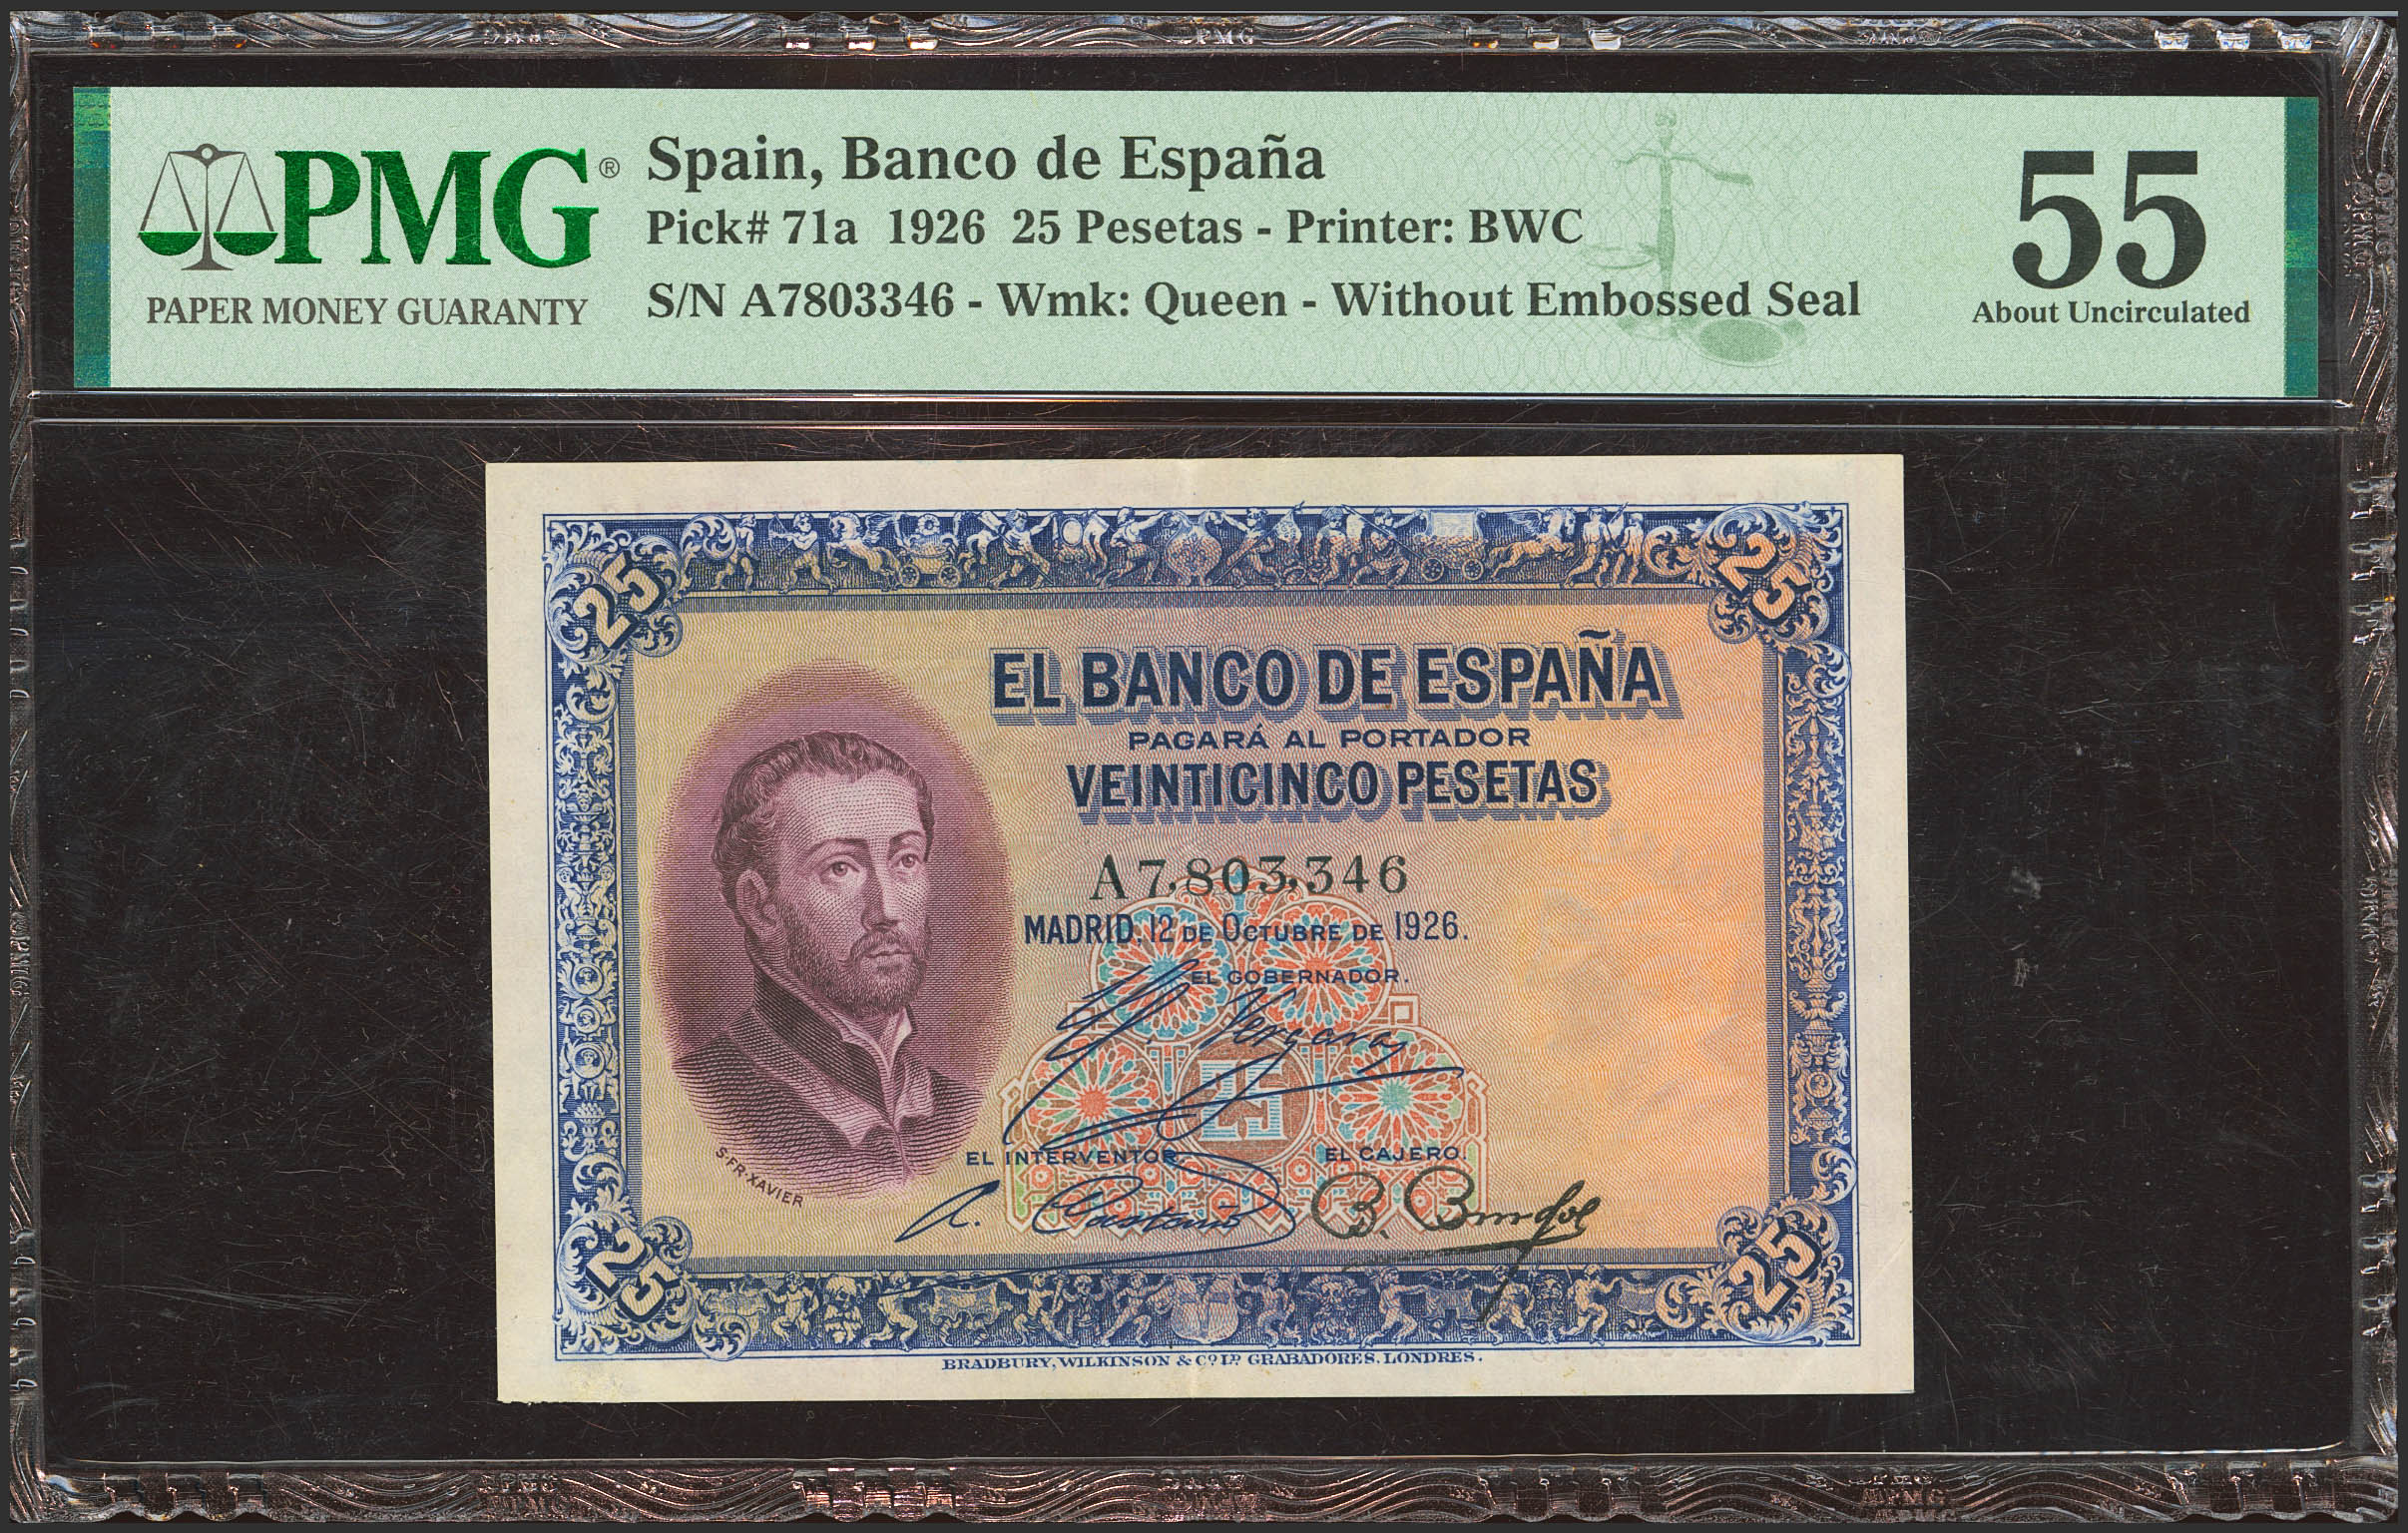 PMG®
PAPER MONEY GUARANTY
Spain, Banco de España
Pick# 71a 1926 25 Pesetas - Printer: BWC
S/N A7803346 - Wmk: Queen - Without Embossed Seal
55
About Uncirculated
25
25
EL BANCO DE ESPAÑA
PAGARÁ AL PORTADOR
VEINTICINCO PESETAS
A7,803,346
MADRID, 12 DE OCTUBRE DE 1926.
EL GOBERNADOR.
25
EL INTERVENTOR
EL CAJERO.
S. FR. XAVIER
25
25
BRADBURY, WILKINSON & Cº Lᴰ GRABADORES, LONDRES.